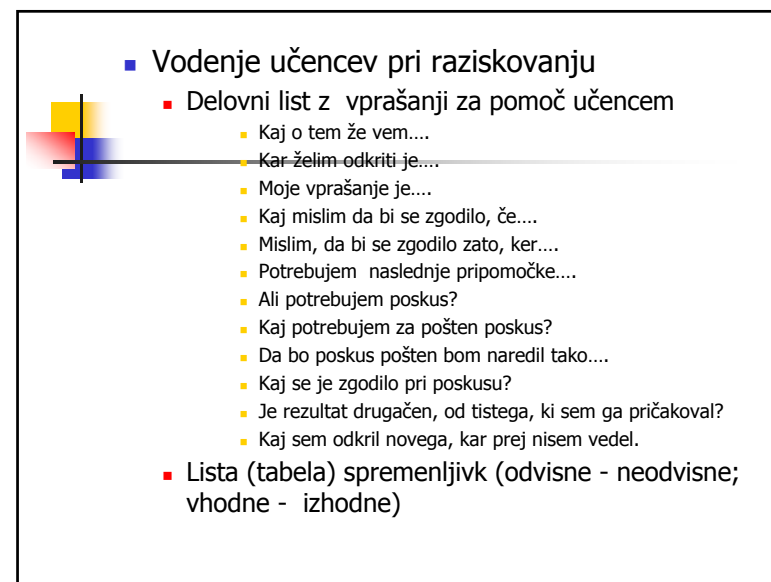 Vodenje učencev pri raziskovanju
Delovni list z vprašanji za pomoč učencem
Kaj o tem že vem….
Kar želim odkriti je….
Moje vprašanje je….
Kaj mislim da bi se zgodilo, če….
Mislim, da bi se zgodilo zato, ker….
Potrebujem naslednje pripomočke….
Ali potrebujem poskus?
Kaj potrebujem za pošten poskus?
Da bo poskus pošten bom naredil tako….
Kaj se je zgodilo pri poskusu?
Je rezultat drugačen, od tistega, ki sem ga pričakoval?
Kaj sem odkril novega, kar prej nisem vedel.
Lista (tabela) spremenljivk (odvisne - neodvisne;
vhodne - izhodne)